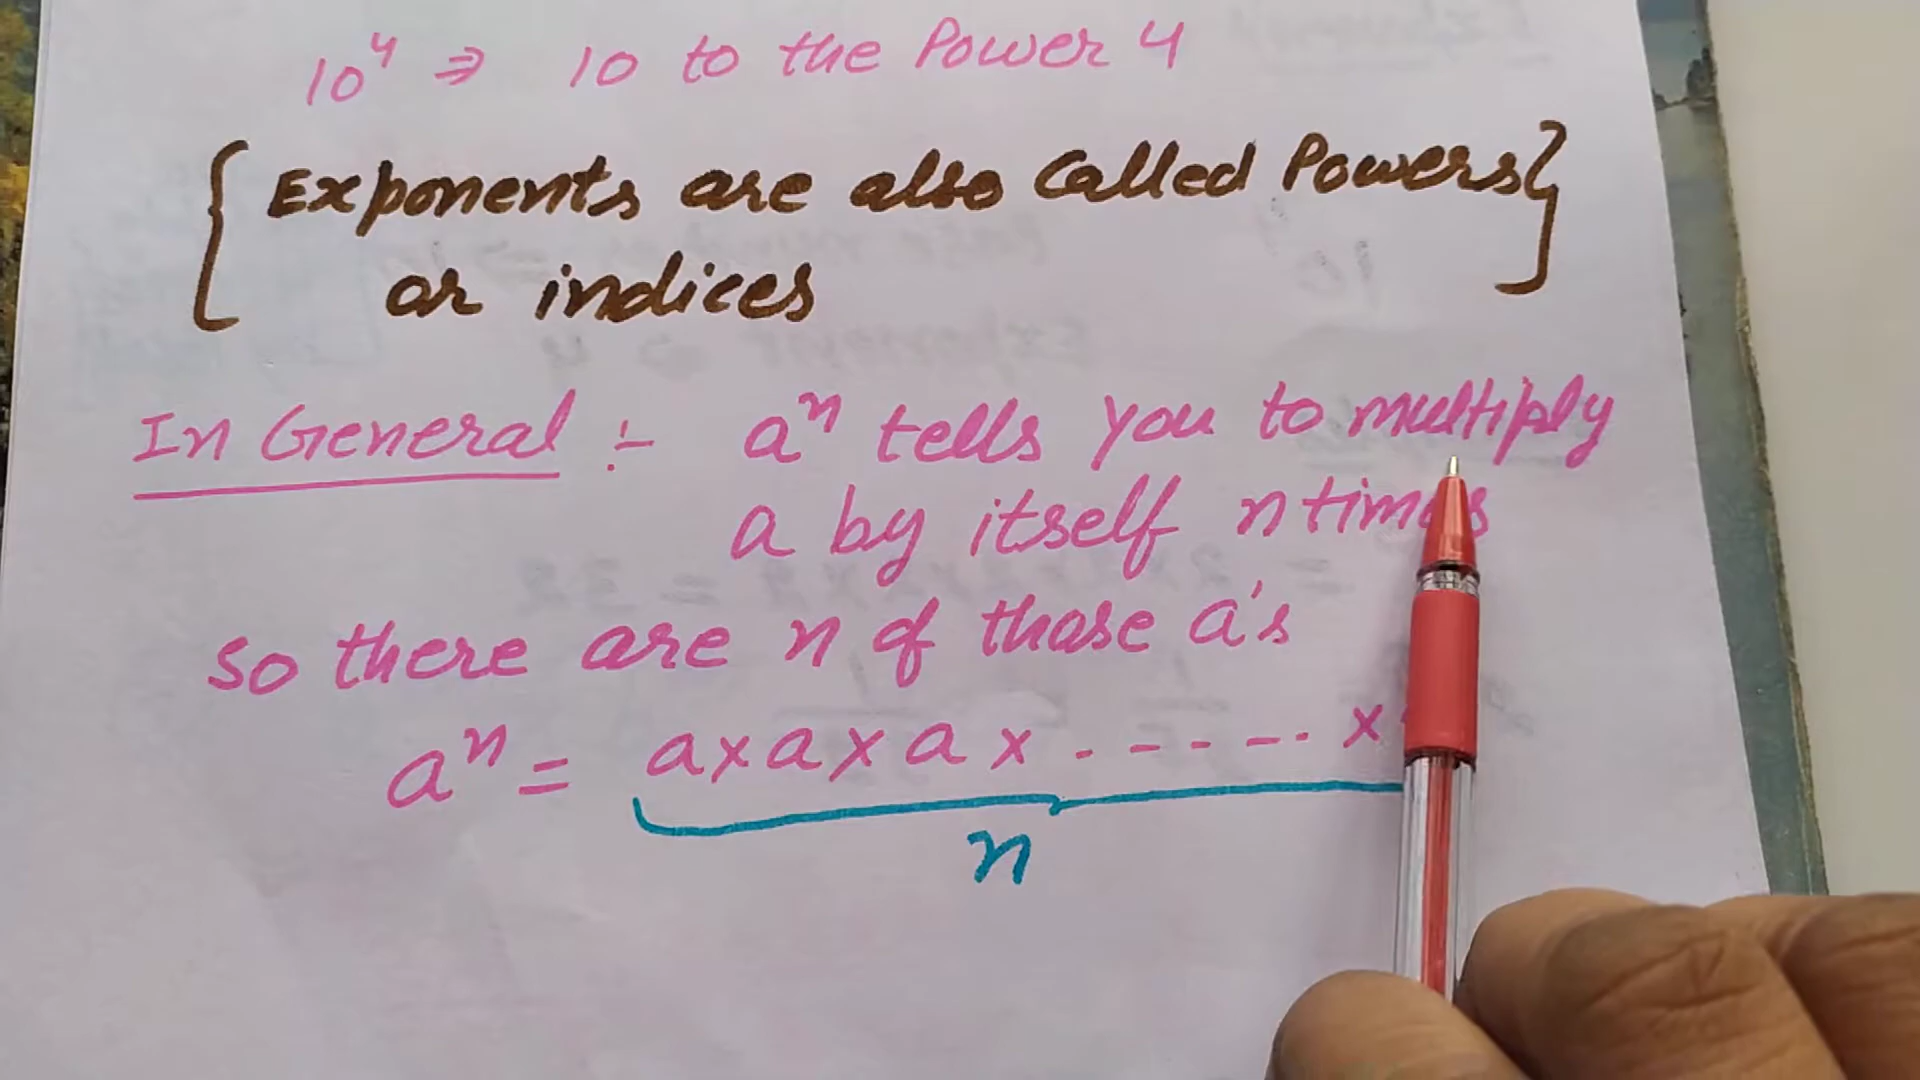 10⁴ ⇒ 10 to the Power 4
{Exponents are also called Powers}
or indices
In General :- aⁿ tells you to multiply
a by itself n times
so there are n of those a's
aⁿ = a x a x a x . - - - - . x
n